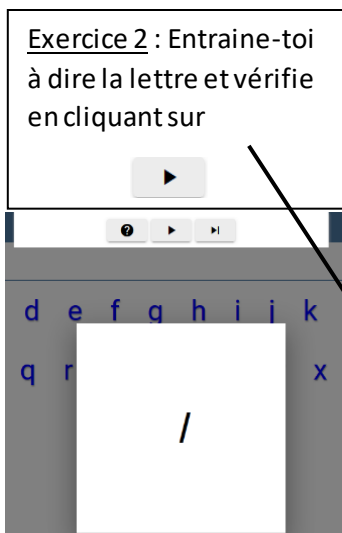 Exercice 2 : Entraine-toi
à dire la lettre et vérifie
en cliquant sur
d e f g h i j k
q r x
l